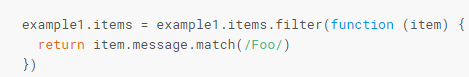 example1.items = example1.items.filter(function (item) {
  return item.message.match(/Foo/)
})